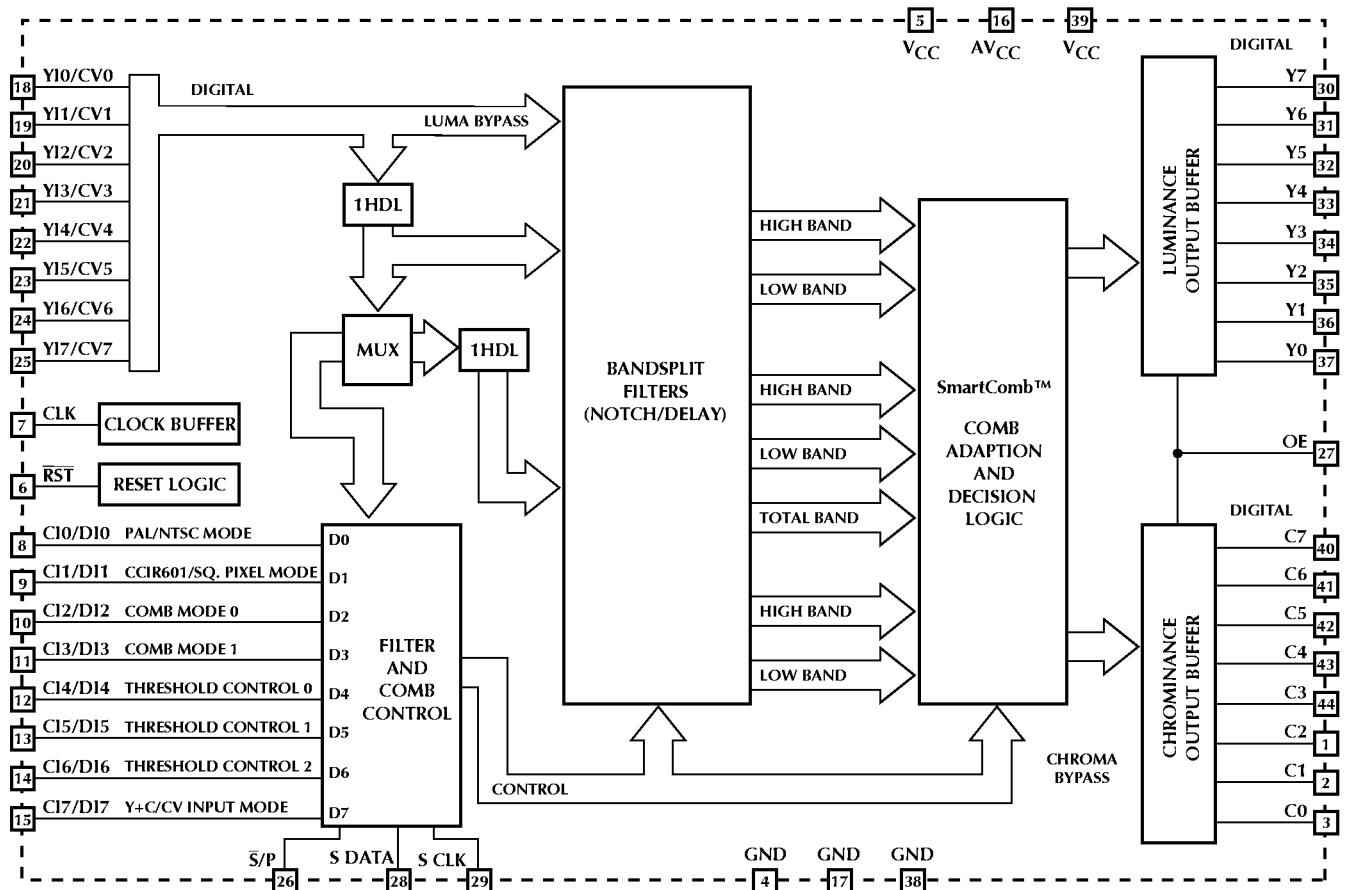 5 16 39
VCC AVCC VCC
DIGITAL
18 YI0/CV0
19 YI1/CV1
20 YI2/CV2
21 YI3/CV3
22 YI4/CV4
23 YI5/CV5
24 YI6/CV6
25 YI7/CV7
DIGITAL
LUMA BYPASS
1HDL
MUX
1HDL
7 CLK CLOCK BUFFER
6 RST RESET LOGIC
8 CI0/DI0 PAL/NTSC MODE D0
9 CI1/DI1 CCIR601/SQ. PIXEL MODE D1
10 CI2/DI2 COMB MODE 0 D2
11 CI3/DI3 COMB MODE 1 D3
12 CI4/DI4 THRESHOLD CONTROL 0 D4
13 CI5/DI5 THRESHOLD CONTROL 1 D5
14 CI6/DI6 THRESHOLD CONTROL 2 D6
15 CI7/DI7 Y+C/CV INPUT MODE D7
FILTER
AND
COMB
CONTROL
S/P S DATA S CLK
26 28 29
CONTROL
BANDSPLIT
FILTERS
(NOTCH/DELAY)
HIGH BAND
LOW BAND
HIGH BAND
LOW BAND
TOTAL BAND
HIGH BAND
LOW BAND
SmartComb™
COMB
ADAPTION
AND
DECISION
LOGIC
CHROMA
BYPASS
LUMINANCE
OUTPUT BUFFER
Y7 30
Y6 31
Y5 32
Y4 33
Y3 34
Y2 35
Y1 36
Y0 37
OE 27
DIGITAL
CHROMINANCE
OUTPUT BUFFER
C7 40
C6 41
C5 42
C4 43
C3 44
C2 1
C1 2
C0 3
GND GND GND
4 17 38